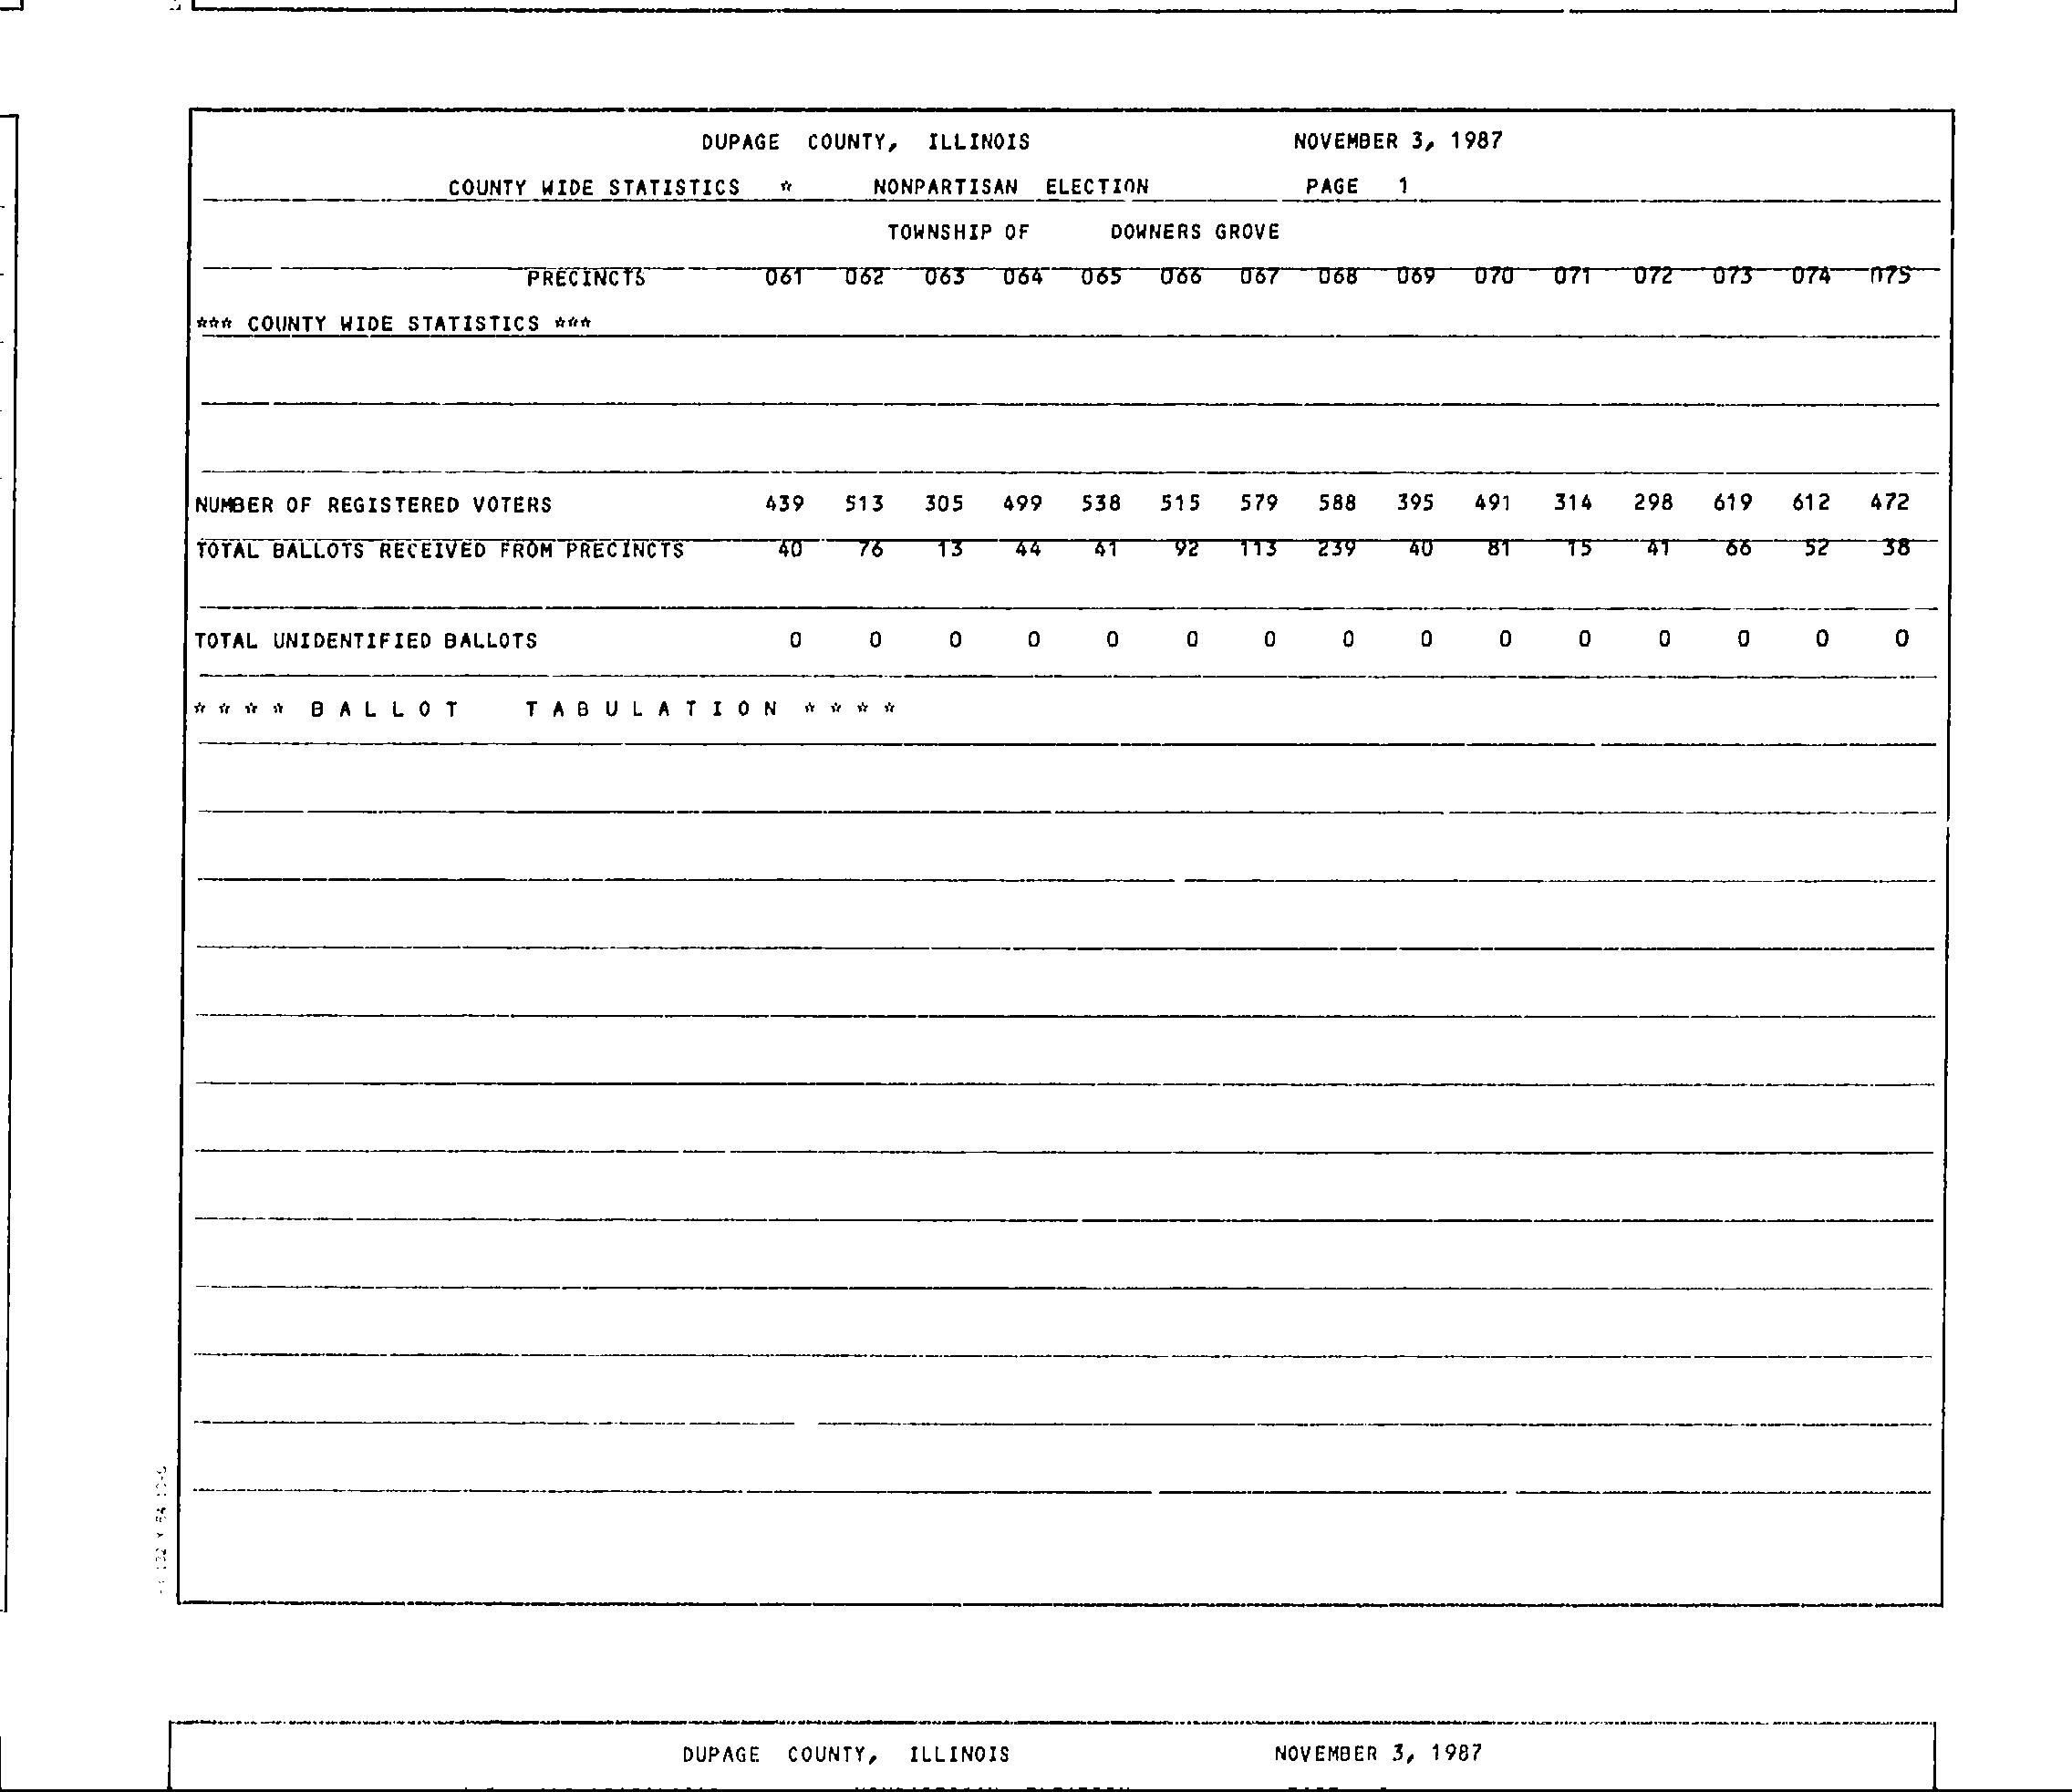 DUPAGE COUNTY, ILLINOIS NOVEMBER 3, 1987
COUNTY WIDE STATISTICS * NONPARTISAN ELECTION PAGE 1
TOWNSHIP OF DOWNERS GROVE
PRECINCTS 061 062 063 064 065 066 067 068 069 070 071 072 073 074 075
*** COUNTY WIDE STATISTICS ***
NUMBER OF REGISTERED VOTERS 439 513 305 499 538 515 579 588 395 491 314 298 619 612 472
TOTAL BALLOTS RECEIVED FROM PRECINCTS 40 76 13 44 41 92 113 239 40 81 15 41 66 52 38
TOTAL UNIDENTIFIED BALLOTS 0 0 0 0 0 0 0 0 0 0 0 0 0 0 0
* * * * B A L L O T T A B U L A T I O N * * * *
DUPAGE COUNTY, ILLINOIS NOVEMBER 3, 1987